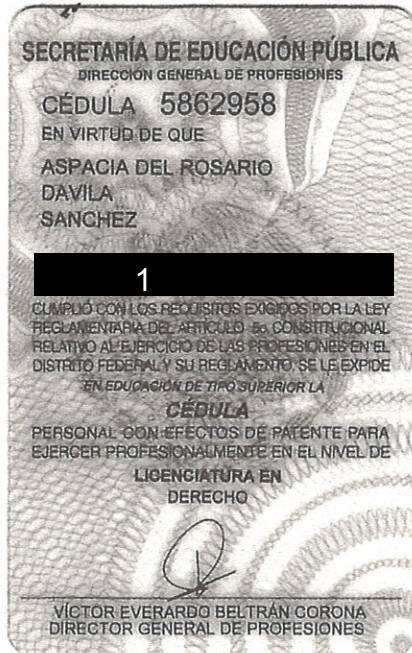 SECRETARÍA DE EDUCACIÓN PÚBLICA
DIRECCIÓN GENERAL DE PROFESIONES
CÉDULA 5862958
EN VIRTUD DE QUE
ASPACIA DEL ROSARIO
DAVILA
SANCHEZ
1
CUMPLIÓ CON LOS REQUISITOS EXIGIDOS POR LA LEY
REGLAMENTARIA DEL ARTÍCULO 5o. CONSTITUCIONAL
RELATIVO AL EJERCICIO DE LAS PROFESIONES EN EL
DISTRITO FEDERAL Y SU REGLAMENTO SE LE EXPIDE
EN EDUCACIÓN DE TIPO SUPERIOR LA
CÉDULA
PERSONAL CON EFECTOS DE PATENTE PARA
EJERCER PROFESIONALMENTE EN EL NIVEL DE
LICENCIATURA EN
DERECHO
VÍCTOR EVERARDO BELTRÁN CORONA
DIRECTOR GENERAL DE PROFESIONES